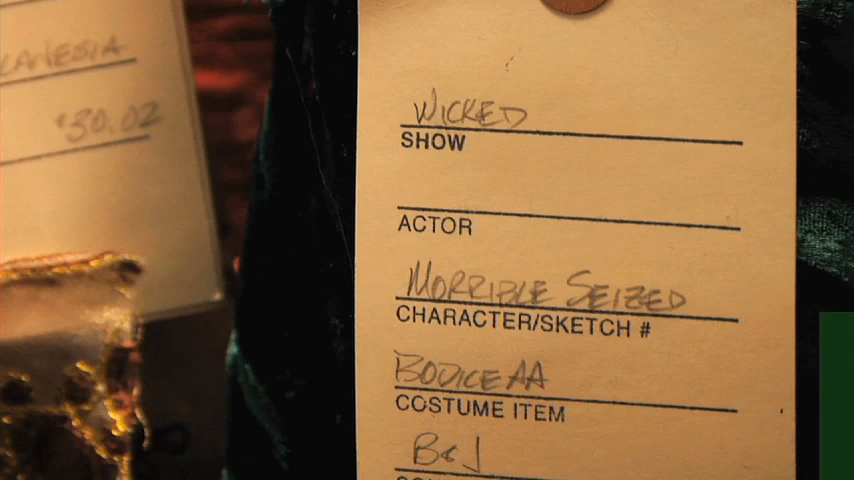 $30.02
WICKED
SHOW
ACTOR
MORRIBLE SEIZED
CHARACTER/SKETCH #
BODICE AA
COSTUME ITEM
B&J